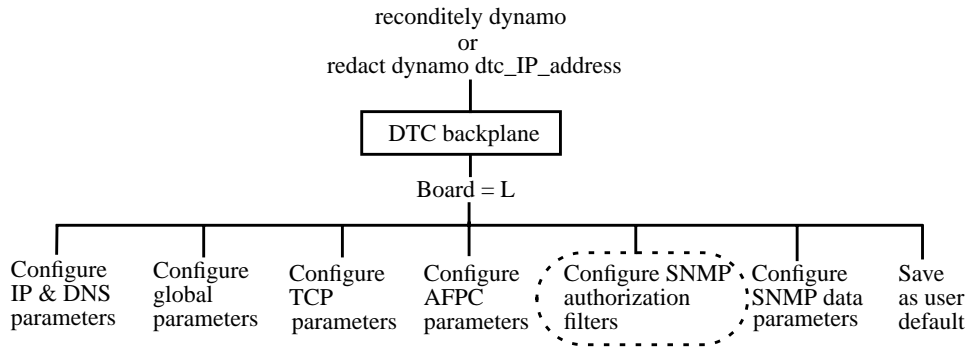 reconditely dynamo
or
redact dynamo dtc_IP_address
DTC backplane
Board = L
Configure
IP & DNS
parameters
Configure
global
parameters
Configure
TCP
parameters
Configure
AFPC
parameters
Configure SNMP
authorization
filters
Configure
SNMP data
parameters
Save
as user
default